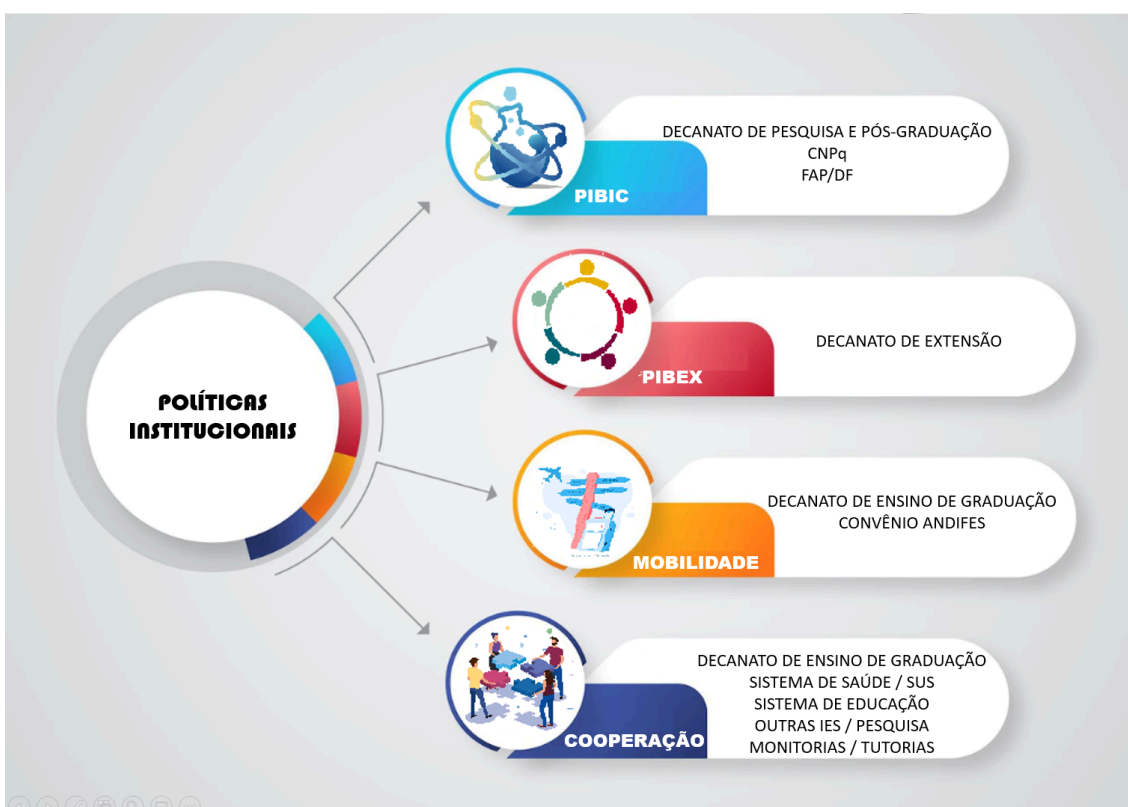 DECANATO DE PESQUISA E PÓS-GRADUAÇÃO
CNPq
FAP/DF
PIBIC
DECANATO DE EXTENSÃO
PIBEX
POLÍTICAS
INSTITUCIONAIS
DECANATO DE ENSINO DE GRADUAÇÃO
CONVÊNIO ANDIFES
MOBILIDADE
DECANATO DE ENSINO DE GRADUAÇÃO
SISTEMA DE SAÚDE / SUS
SISTEMA DE EDUCAÇÃO
OUTRAS IES / PESQUISA
MONITORIAS / TUTORIAS
COOPERAÇÃO